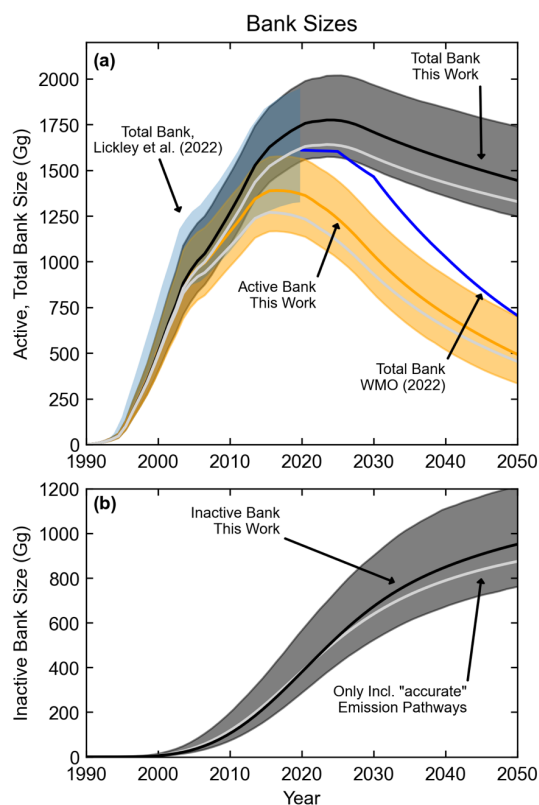 Bank Sizes
(a)
Active, Total Bank Size (Gg)
2000
1750
1500
1250
1000
750
500
250
0
Total Bank
This Work
Total Bank,
Lickley et al. (2022)
Active Bank
This Work
Total Bank
WMO (2022)
1990
2000
2010
2020
2030
2040
2050
(b)
Inactive Bank Size (Gg)
1200
1000
800
600
400
200
0
Inactive Bank
This Work
Only Incl. "accurate"
Emission Pathways
1990
2000
2010
2020
2030
2040
2050
Year